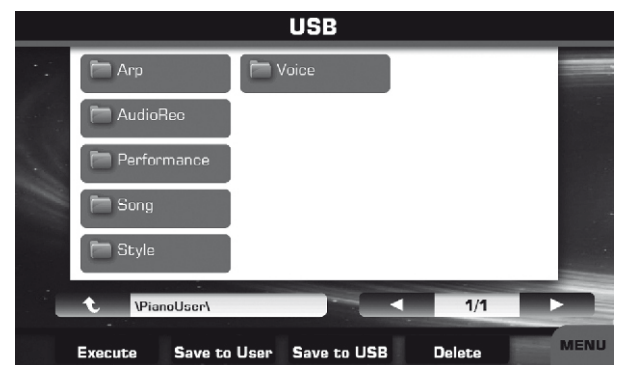 USB
Arp
Voice
AudioRec
Performance
Song
Style
\PianoUser\
1/1
Execute
Save to User
Save to USB
Delete
MENU